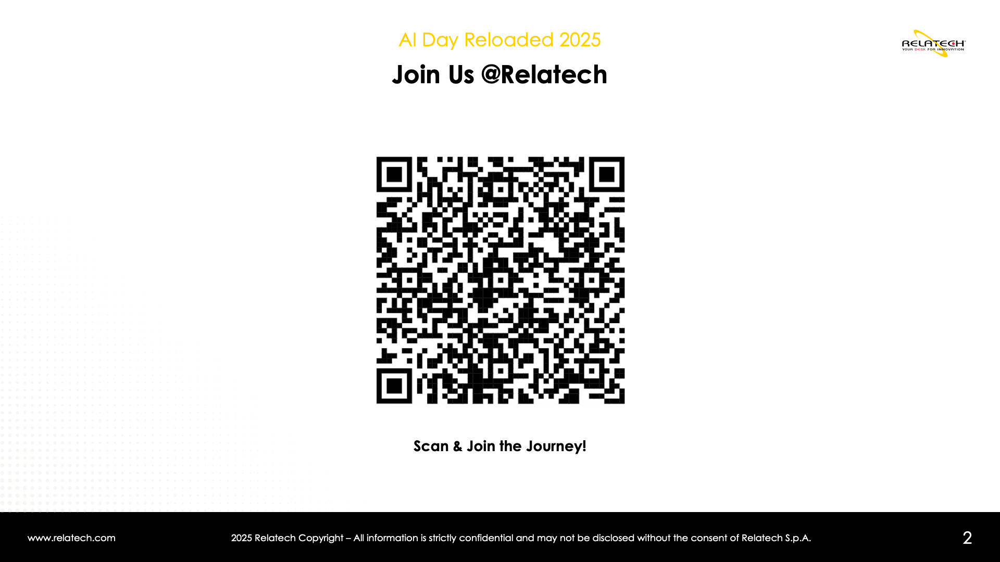 AI Day Reloaded 2025
RELATECH
YOUR DESK FOR INNOVATION
Join Us @Relatech
Scan & Join the Journey!
www.relatech.com
2025 Relatech Copyright – All information is strictly confidential and may not be disclosed without the consent of Relatech S.p.A.
2